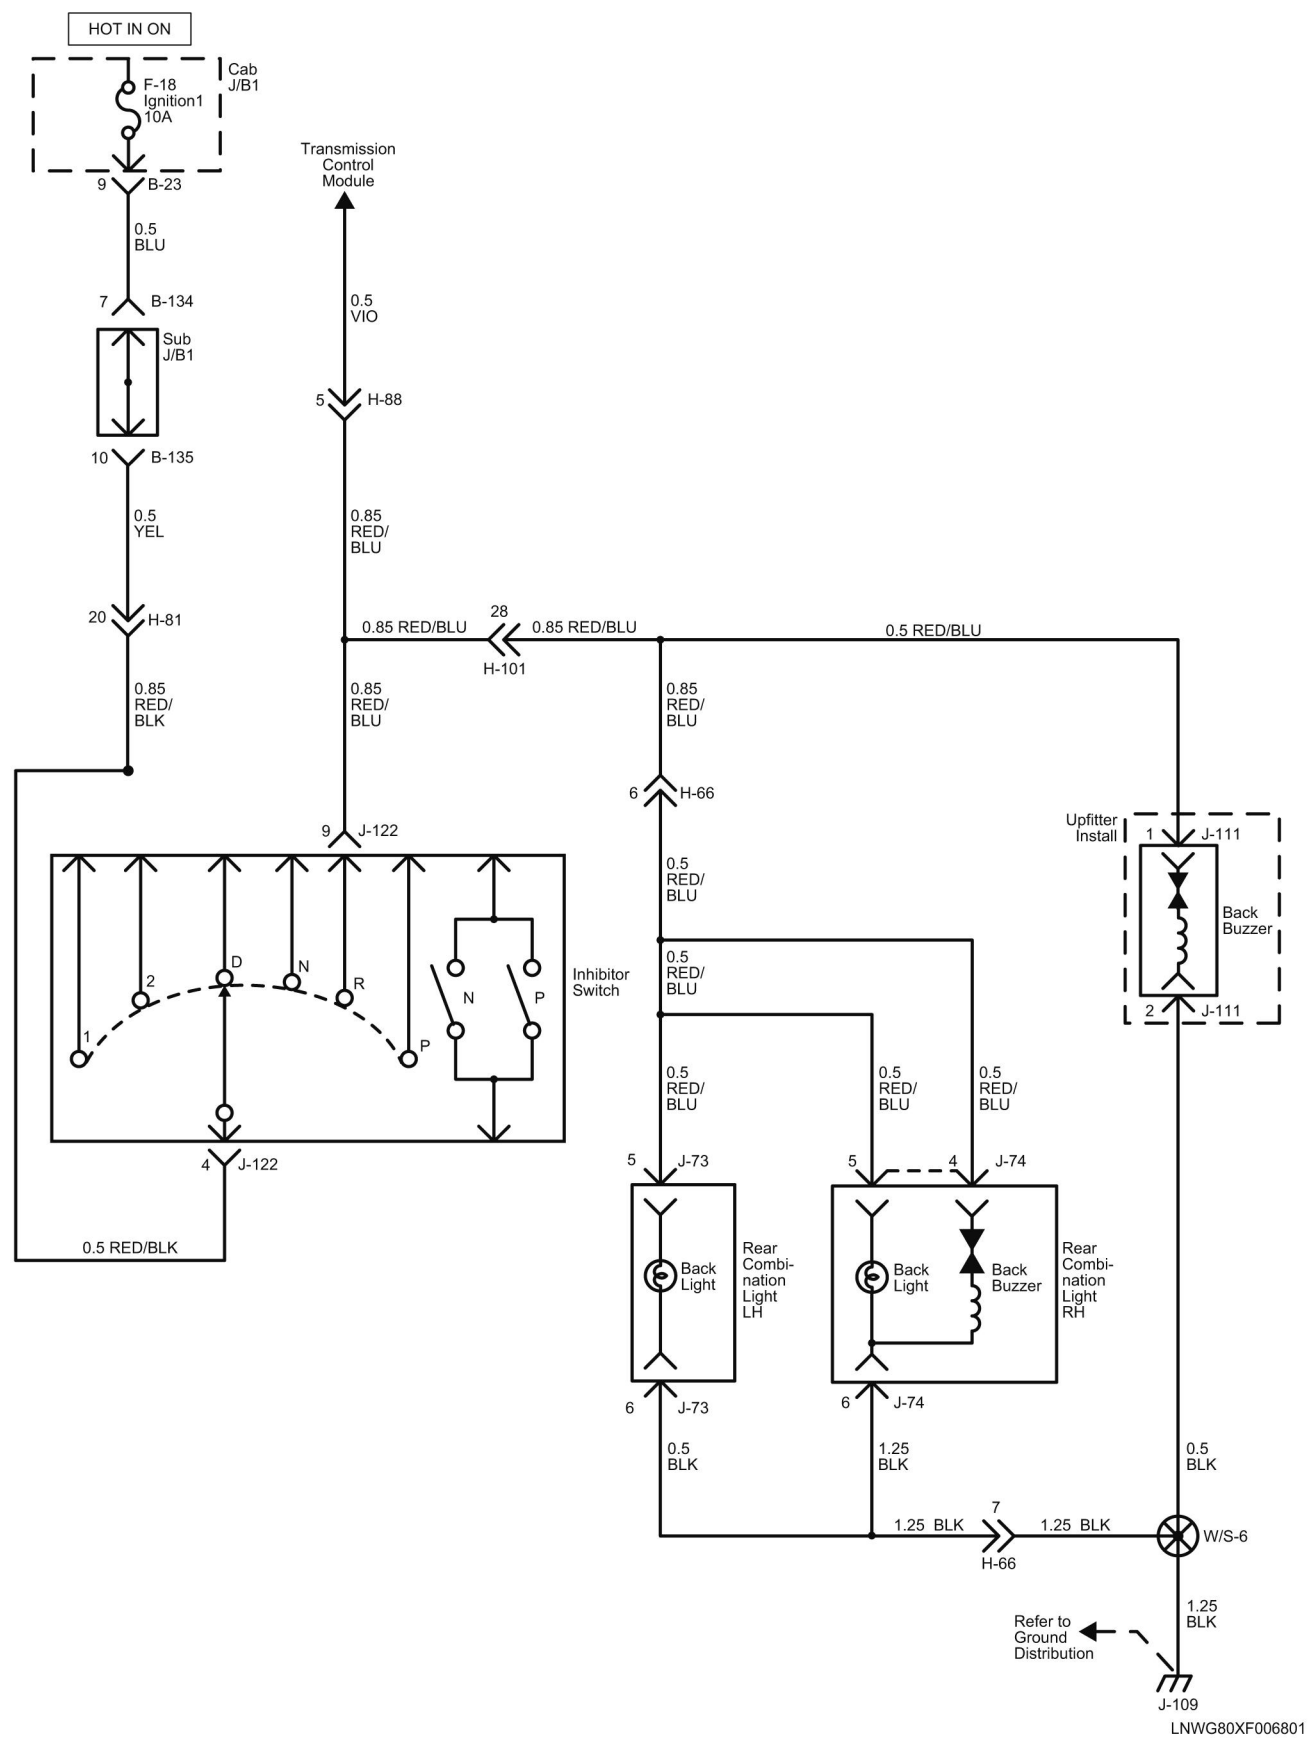 HOT IN ON
Cab
J/B1
F-18
Ignition1
10A
9
B-23
0.5
BLU
7
B-134
Sub
J/B1
10
B-135
0.5
YEL
20
H-81
0.85
RED/
BLK
Transmission
Control
Module
0.5
VIO
5
H-88
0.85
RED/
BLU
0.85 RED/BLU
28
H-101
0.85 RED/BLU
0.5 RED/BLU
0.85
RED/
BLU
9
J-122
0.85
RED/
BLU
6
H-66
0.5
RED/
BLU
0.5
RED/
BLU
Upfitter
Install
1
J-111
Back
Buzzer
2
J-111
1
2
D
N
R
P
N
P
Inhibitor
Switch
4
J-122
0.5 RED/BLK
0.5
RED/
BLU
0.5
RED/
BLU
0.5
RED/
BLU
5
J-73
5
4
J-74
Back
Light
Rear
Combi-
nation
Light
LH
Back
Light
Back
Buzzer
Rear
Combi-
nation
Light
RH
6
J-73
6
J-74
0.5
BLK
1.25
BLK
0.5
BLK
1.25 BLK
7
H-66
1.25 BLK
W/S-6
1.25
BLK
Refer to
Ground
Distribution
J-109
LNWG80XF006801